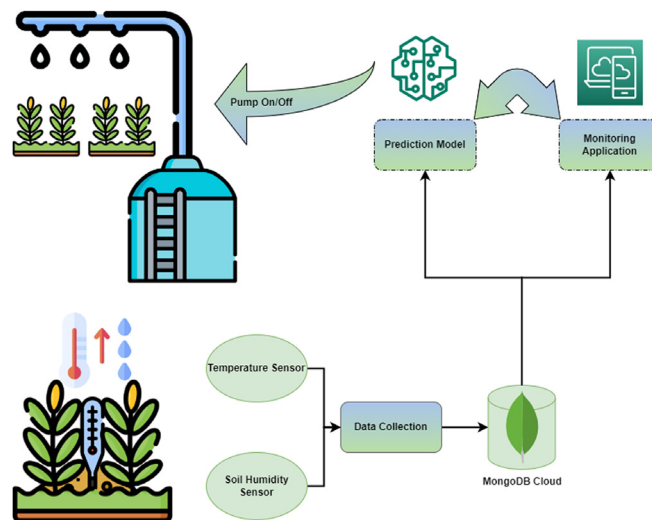 Pump On/Off
Prediction Model
Monitoring
Application
Temperature Sensor
Data Collection
Soil Humidity
Sensor
MongoDB Cloud